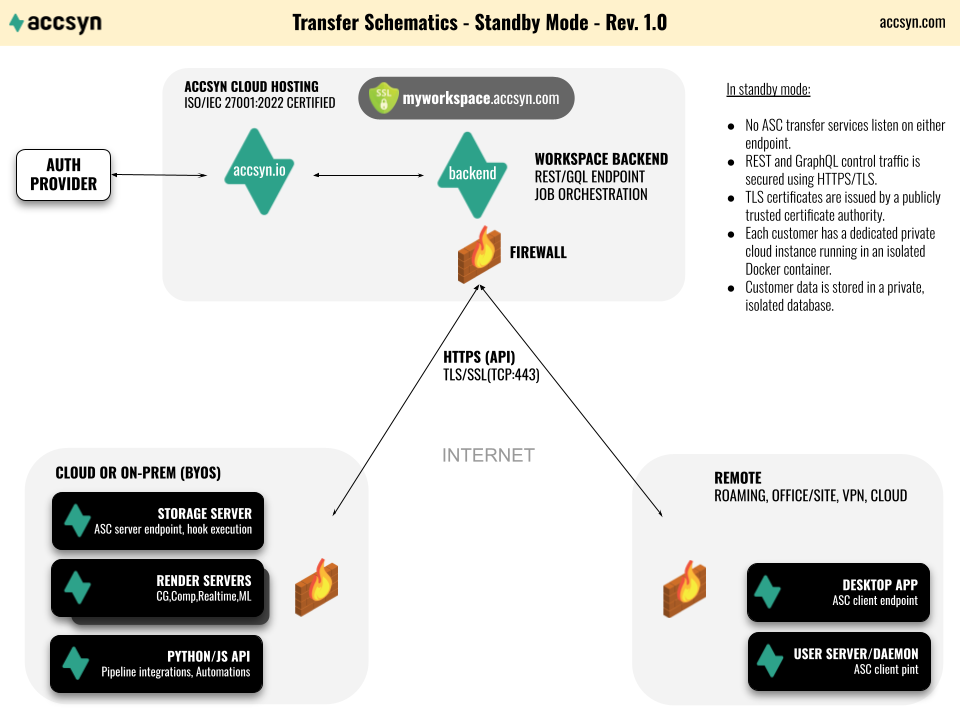 accsyn
Transfer Schematics - Standby Mode - Rev. 1.0
accsyn.com
ACCSYN CLOUD HOSTING
ISO/IEC 27001:2022 CERTIFIED
SSL
myworkspace.accsyn.com
AUTH
PROVIDER
accsyn.io
backend
WORKSPACE BACKEND
REST/GQL ENDPOINT
JOB ORCHESTRATION
FIREWALL
In standby mode:
● No ASC transfer services listen on either
endpoint.
● REST and GraphQL control traffic is
secured using HTTPS/TLS.
● TLS certificates are issued by a publicly
trusted certificate authority.
● Each customer has a dedicated private
cloud instance running in an isolated
Docker container.
● Customer data is stored in a private,
isolated database.
HTTPS (API)
TLS/SSL(TCP:443)
INTERNET
CLOUD OR ON-PREM (BYOS)
STORAGE SERVER
ASC server endpoint, hook execution
RENDER SERVERS
CG,Comp,Realtime,ML
PYTHON/JS API
Pipeline integrations, Automations
REMOTE
ROAMING, OFFICE/SITE, VPN, CLOUD
DESKTOP APP
ASC client endpoint
USER SERVER/DAEMON
ASC client pint